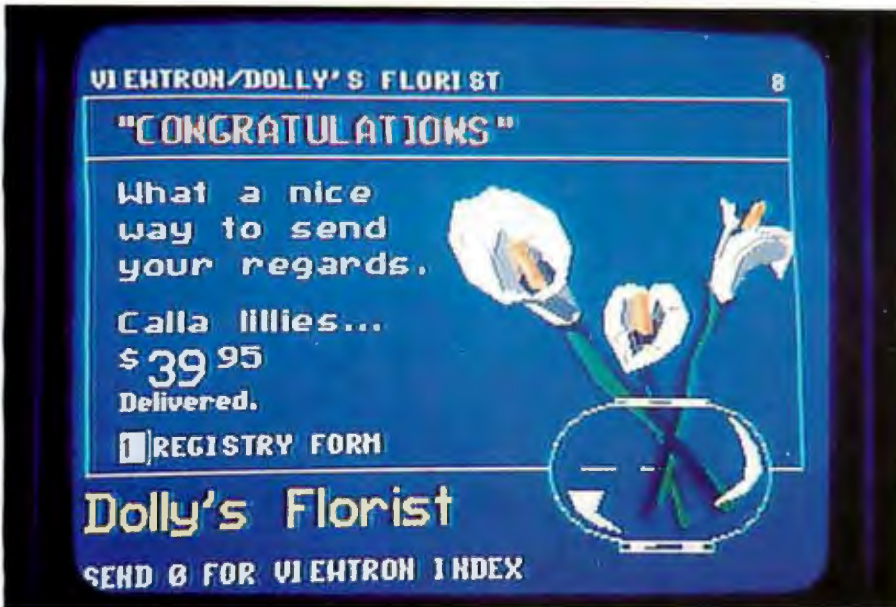 VIEWTRON/DOLLY'S FLORIST 8
"CONGRATULATIONS"
What a nice
way to send
your regards.
Calla lillies...
$39 95
Delivered.
1 REGISTRY FORM
Dolly's Florist
SEND 0 FOR VIEWTRON INDEX